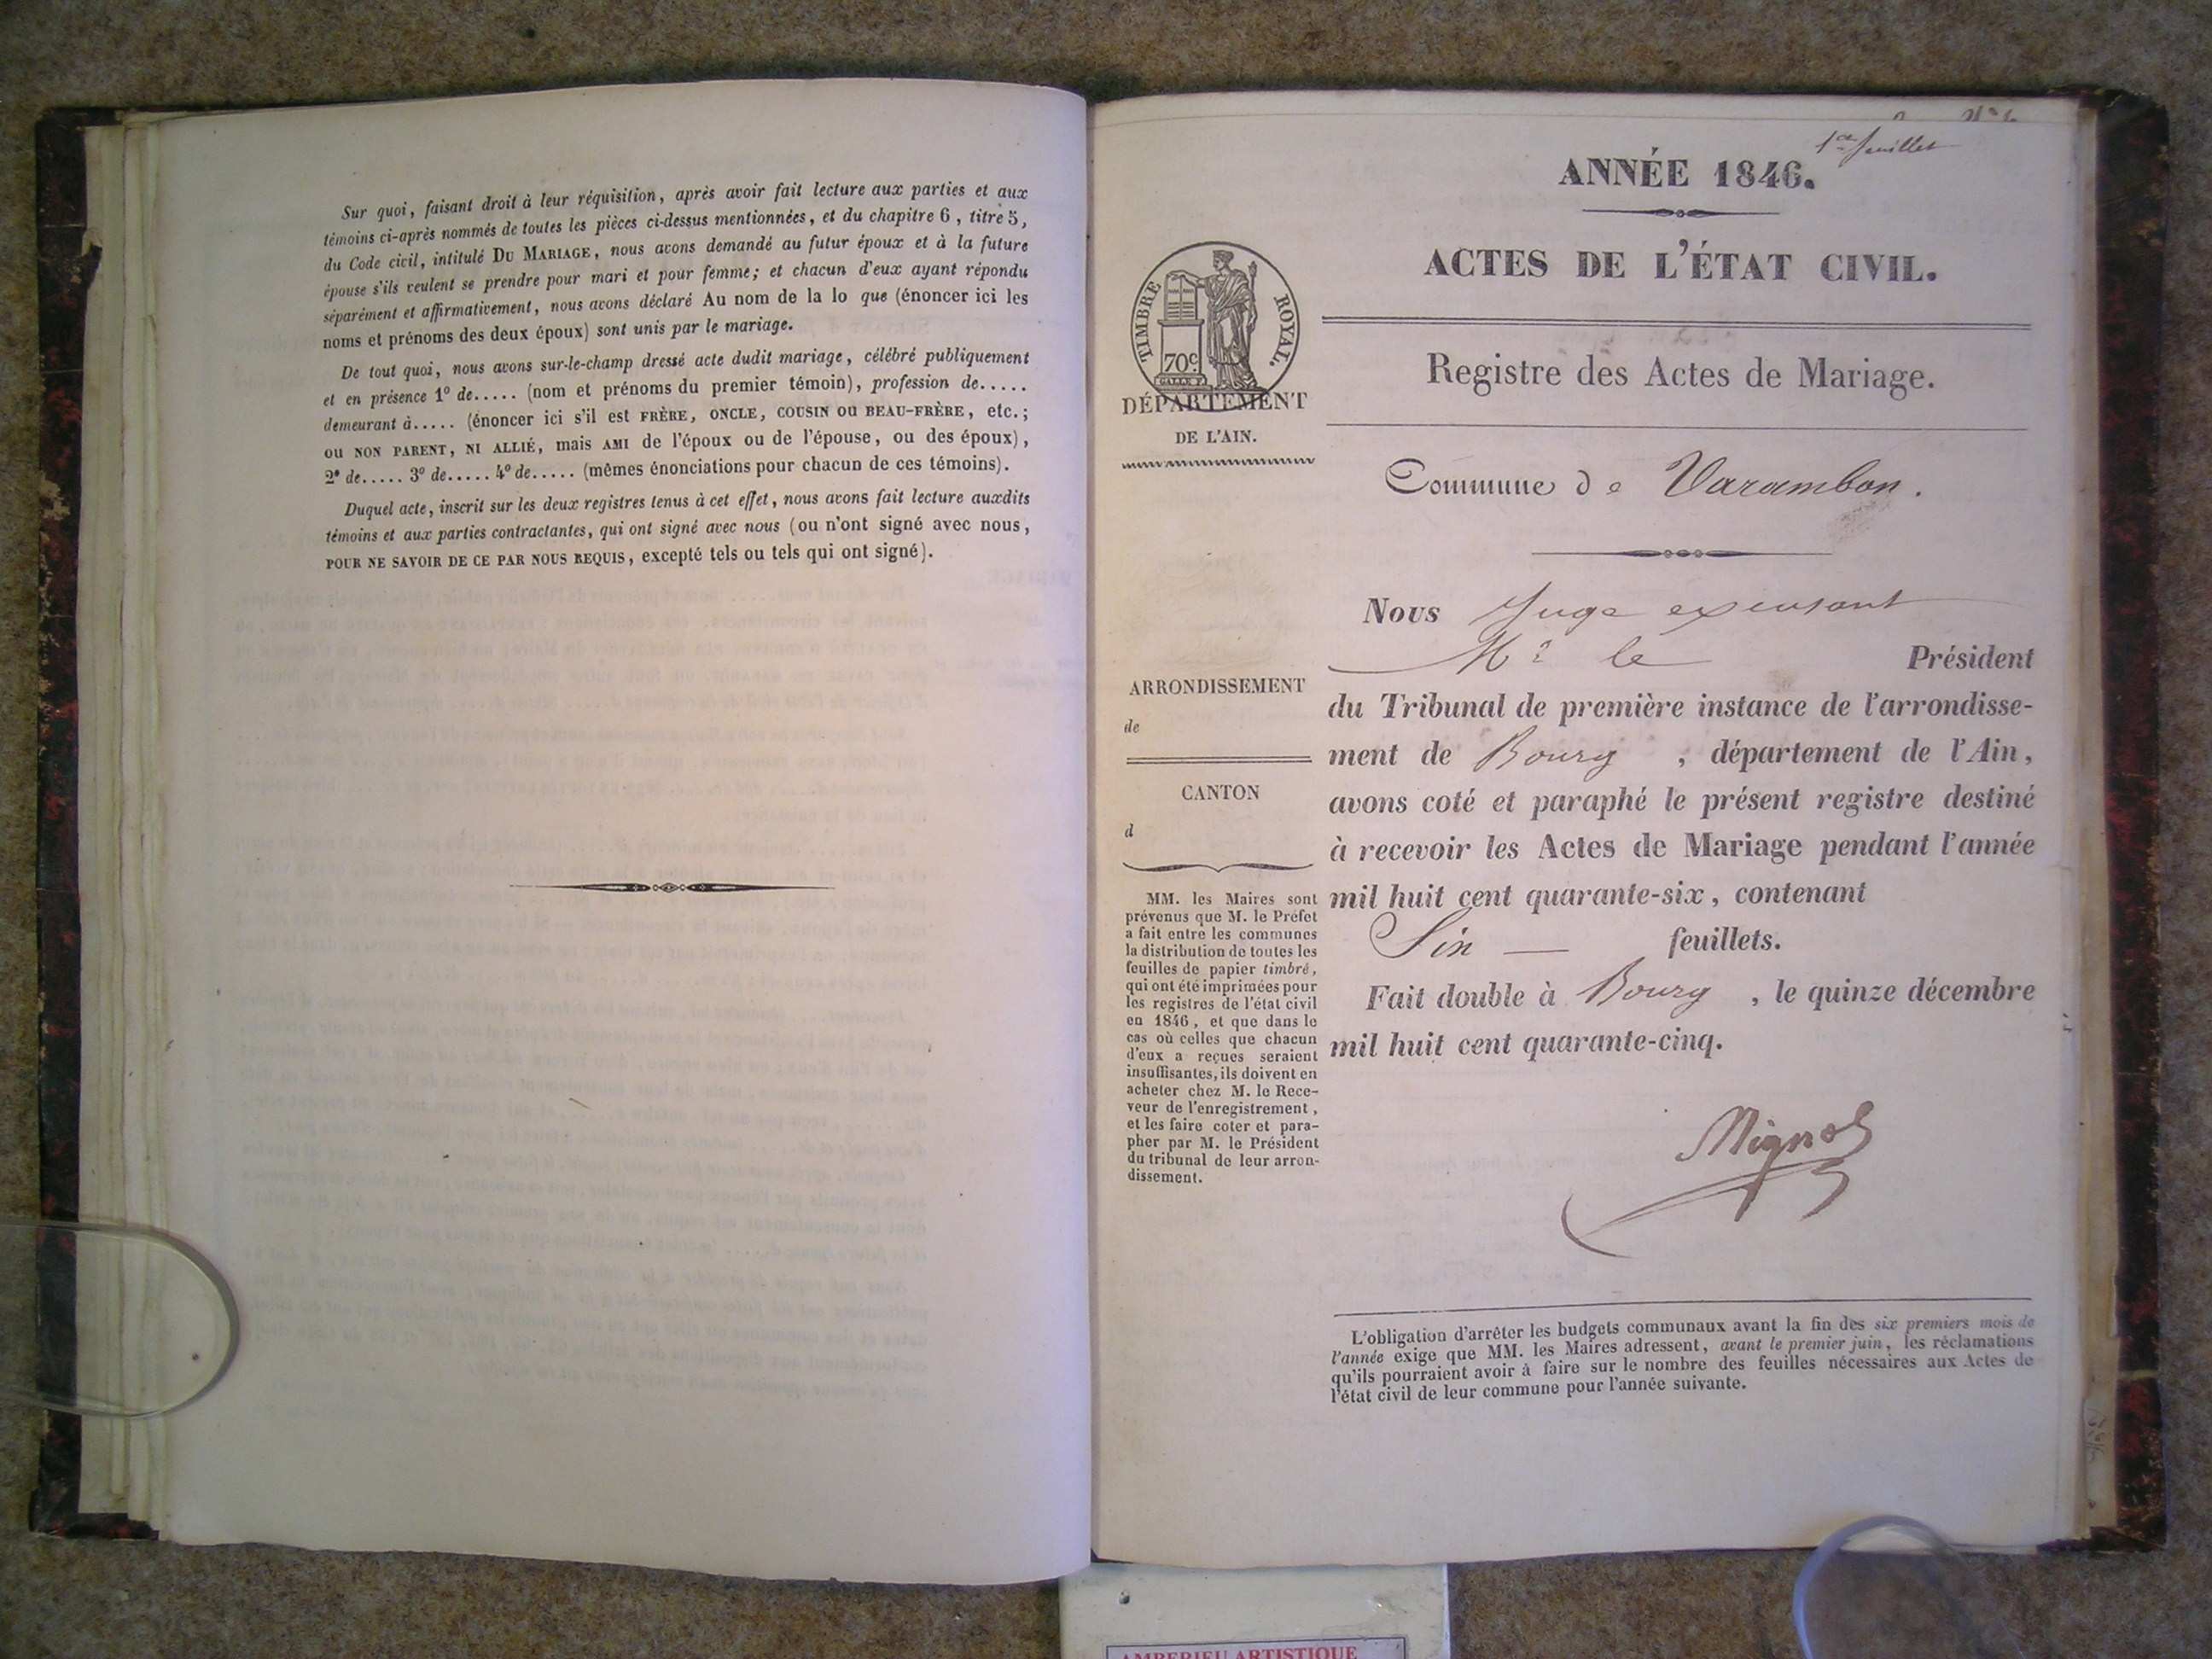 Sur quoi, faisant droit à leur réquisition, après avoir fait lecture aux parties et aux
témoins ci-après nommés de toutes les pièces ci-dessus mentionnées, et du chapitre 6, titre 5,
du Code civil, intitulé DU MARIAGE, nous avons demandé au futur époux et à la future
épouse s'ils veulent se prendre pour mari et pour femme; et chacun d'eux ayant répondu
séparément et affirmativement, nous avons déclaré Au nom de la lo que (énoncer ici les
noms et prénoms des deux époux) sont unis par le mariage.
De tout quoi, nous avons sur-le-champ dressé acte dudit mariage, célébré publiquement
et en présence 1º de..... (nom et prénoms du premier témoin), profession de.....
demeurant à..... (énoncer ici s'il est FRÈRE, ONCLE, COUSIN OU BEAU-FRÈRE, etc.;
ou NON PARENT, NI ALLIÉ, mais AMI de l'époux ou de l'épouse, ou des époux),
2º de..... 3º de..... 4º de..... (mêmes énonciations pour chacun de ces témoins).
Duquel acte, inscrit sur les deux registres tenus à cet effet, nous avons fait lecture auxdits
témoins et aux parties contractantes, qui ont signé avec nous (ou n'ont signé avec nous,
POUR NE SAVOIR DE CE PAR NOUS REQUIS, excepté tels ou tels qui ont signé).
1er feuillet
ANNÉE 1846.
ACTES DE L'ÉTAT CIVIL.
TIMBRE ROYAL.
70c
DÉPARTEMENT
DE L'AIN.
Registre des Actes de Mariage.
Commune de Varambon.
Nous Juge excusant
Mr le Président
du Tribunal de première instance de l'arrondisse-
ment de Bourg, département de l'Ain,
avons coté et paraphé le présent registre destiné
à recevoir les Actes de Mariage pendant l'année
mil huit cent quarante-six, contenant
Six feuillets.
Fait double à Bourg, le quinze décembre
mil huit cent quarante-cinq.
ARRONDISSEMENT
de
CANTON
d
MM. les Maires sont
prévenus que M. le Préfet
a fait entre les communes
la distribution de toutes les
feuilles de papier timbré,
qui ont été imprimées pour
les registres de l'état civil
en 1846, et que dans le
cas où celles que chacun
d'eux a reçues seraient
insuffisantes, ils doivent en
acheter chez M. le Rece-
veur de l'enregistrement,
et les faire coter et para-
pher par M. le Président
du tribunal de leur arron-
dissement.
L'obligation d'arrêter les budgets communaux avant la fin des six premiers mois de
l'année exige que MM. les Maires adressent, avant le premier juin, les réclamations
qu'ils pourraient avoir à faire sur le nombre des feuilles nécessaires aux Actes de
l'état civil de leur commune pour l'année suivante.
AMBERIEU ARTISTIQUE